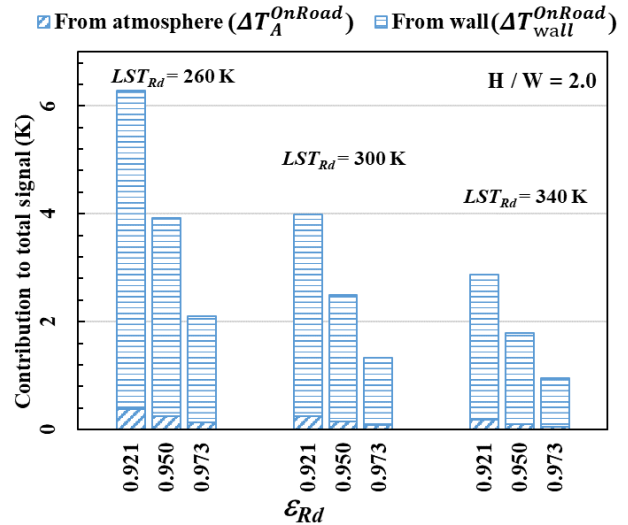 From atmosphere (ΔT_A^OnRoad) From wall (ΔT_wall^OnRoad)
LST_Rd = 260 K
H / W = 2.0
LST_Rd = 300 K
LST_Rd = 340 K
Contribution to total signal (K)
6
4
2
0
0.921 0.950 0.973 0.921 0.950 0.973 0.921 0.950 0.973
ε_Rd